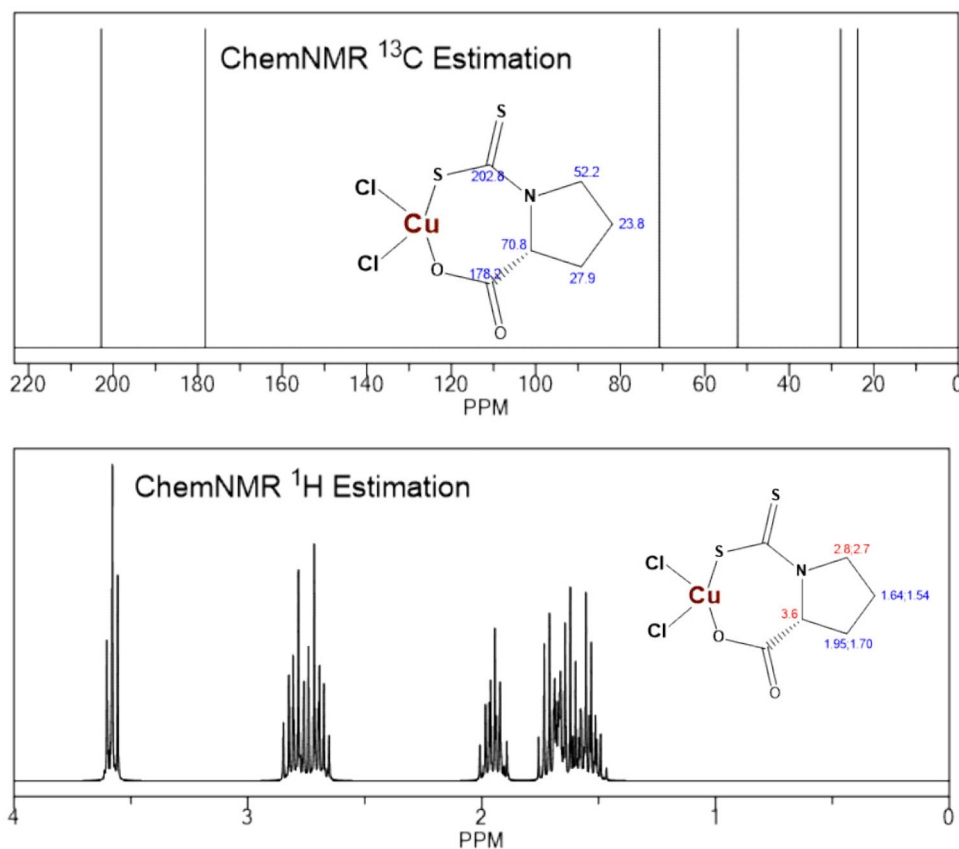 ChemNMR ¹³C Estimation
S
S
202.8
N
52.2
Cl
Cu
23.8
70.8
Cl
O
178.2
27.9
O
220 200 180 160 140 120 100 80 60 40 20 0
PPM
ChemNMR ¹H Estimation
S
S
2.8;2.7
Cl
N
Cu
1.64;1.54
3.6
Cl
O
1.95;1.70
O
4 3 2 1 0
PPM